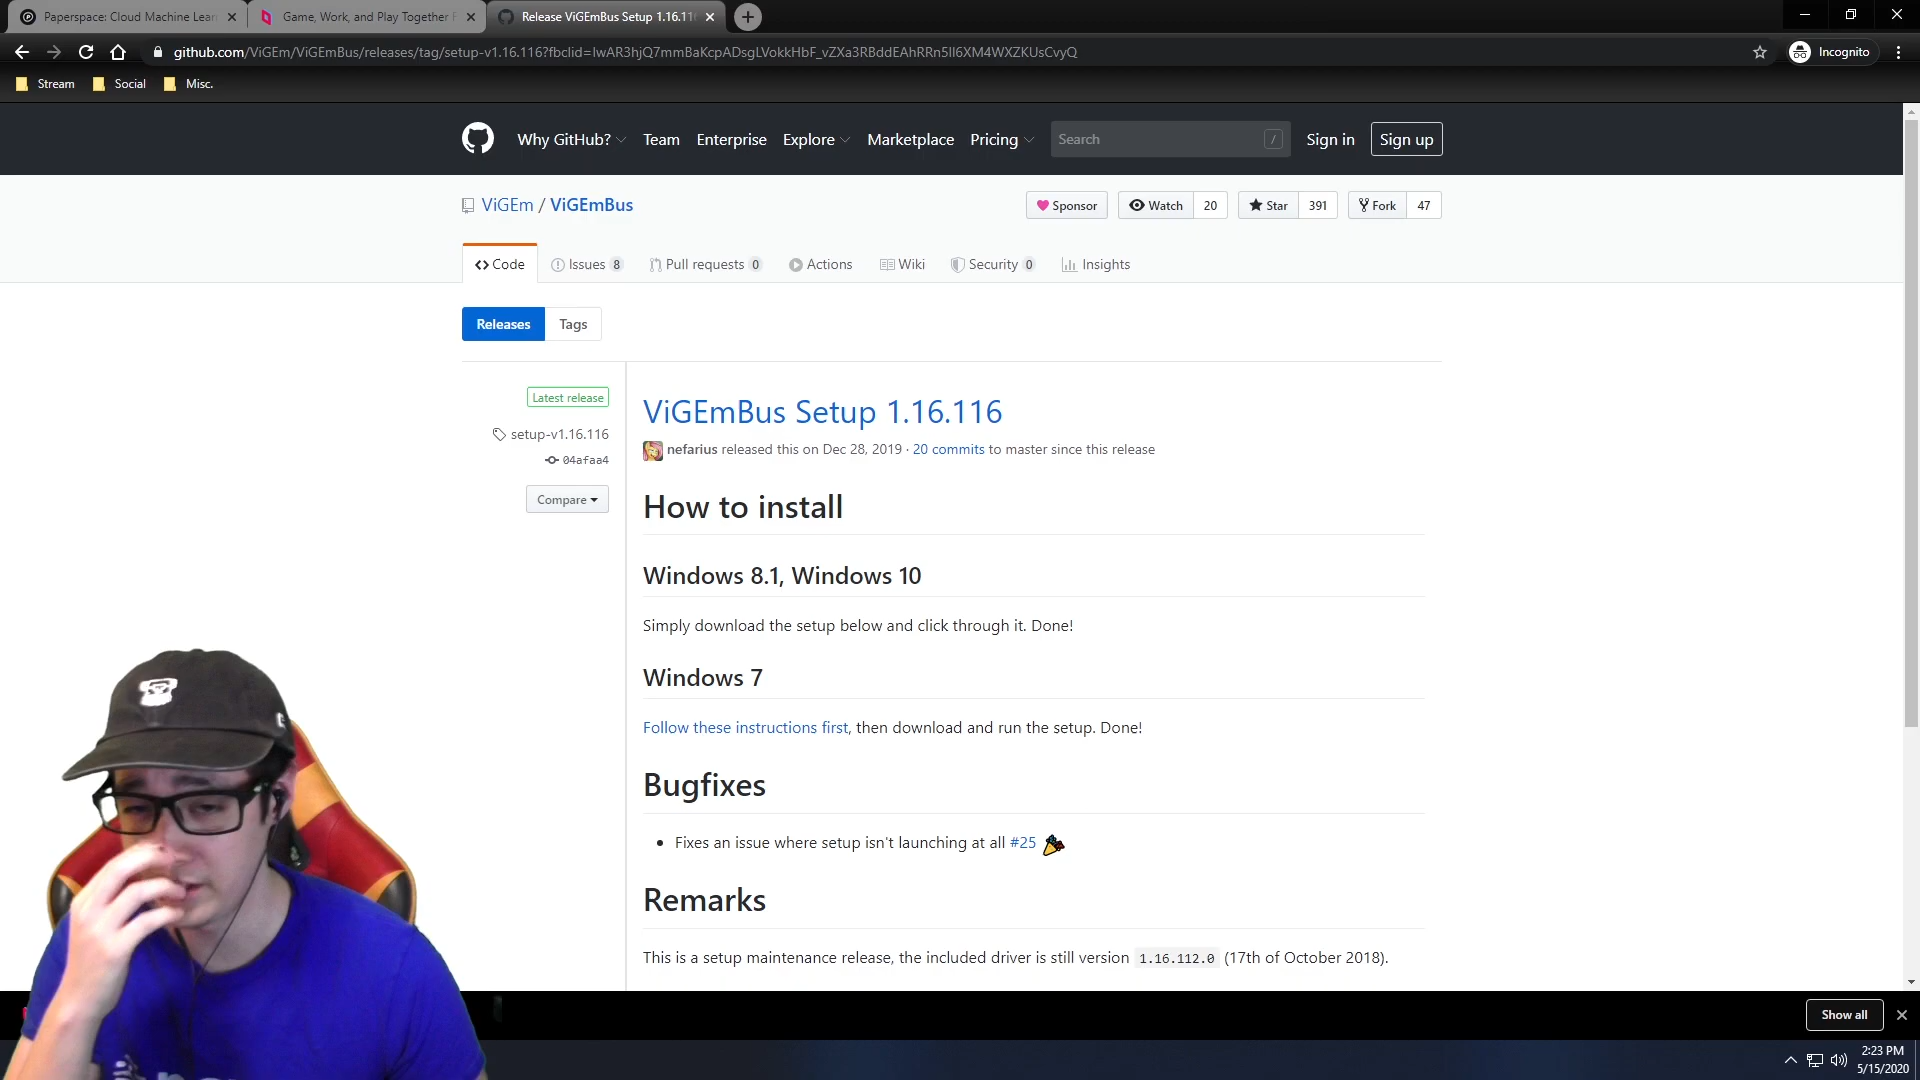 Paperspace: Cloud Machine Lear
Game, Work, and Play Together F
Release ViGEmBus Setup 1.16.116
github.com/ViGEm/ViGEmBus/releases/tag/setup-v1.16.116?fbclid=IwAR3hjQ7mmBaKcpADsgLVokkHbF_vZXa3RBddEAhRRn5Il6XM4WXZKUsCvyQ
Incognito
Stream
Social
Misc.
Why GitHub?
Team
Enterprise
Explore
Marketplace
Pricing
Search
/
Sign in
Sign up
ViGEm / ViGEmBus
Sponsor
Watch 20
Star 391
Fork 47
Code
Issues 8
Pull requests 0
Actions
Wiki
Security 0
Insights
Releases
Tags
Latest release
setup-v1.16.116
04afaa4
Compare
ViGEmBus Setup 1.16.116
nefarius released this on Dec 28, 2019 · 20 commits to master since this release
How to install
Windows 8.1, Windows 10
Simply download the setup below and click through it. Done!
Windows 7
Follow these instructions first, then download and run the setup. Done!
Bugfixes
• Fixes an issue where setup isn't launching at all #25
Remarks
This is a setup maintenance release, the included driver is still version 1.16.112.0 (17th of October 2018).
Show all
2:23 PM
5/15/2020